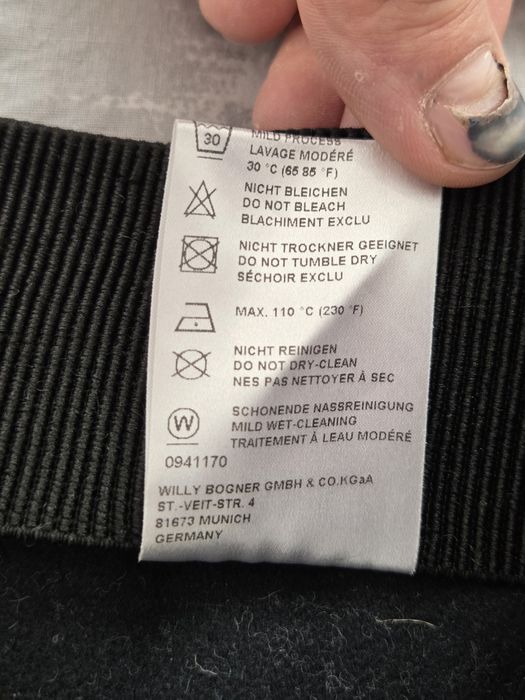 30
MILD PROCESS
LAVAGE MODÉRÉ
30 °C (65 85 °F)
NICHT BLEICHEN
DO NOT BLEACH
BLACHIMENT EXCLU
NICHT TROCKNER GEEIGNET
DO NOT TUMBLE DRY
SÉCHOIR EXCLU
MAX. 110 °C (230 °F)
NICHT REINIGEN
DO NOT DRY-CLEAN
NES PAS NETTOYER À SEC
W
SCHONENDE NASSREINIGUNG
MILD WET-CLEANING
TRAITEMENT À LEAU MODÉRÉ
0941170
WILLY BOGNER GMBH & CO.KGaA
ST.-VEIT-STR. 4
81673 MUNICH
GERMANY